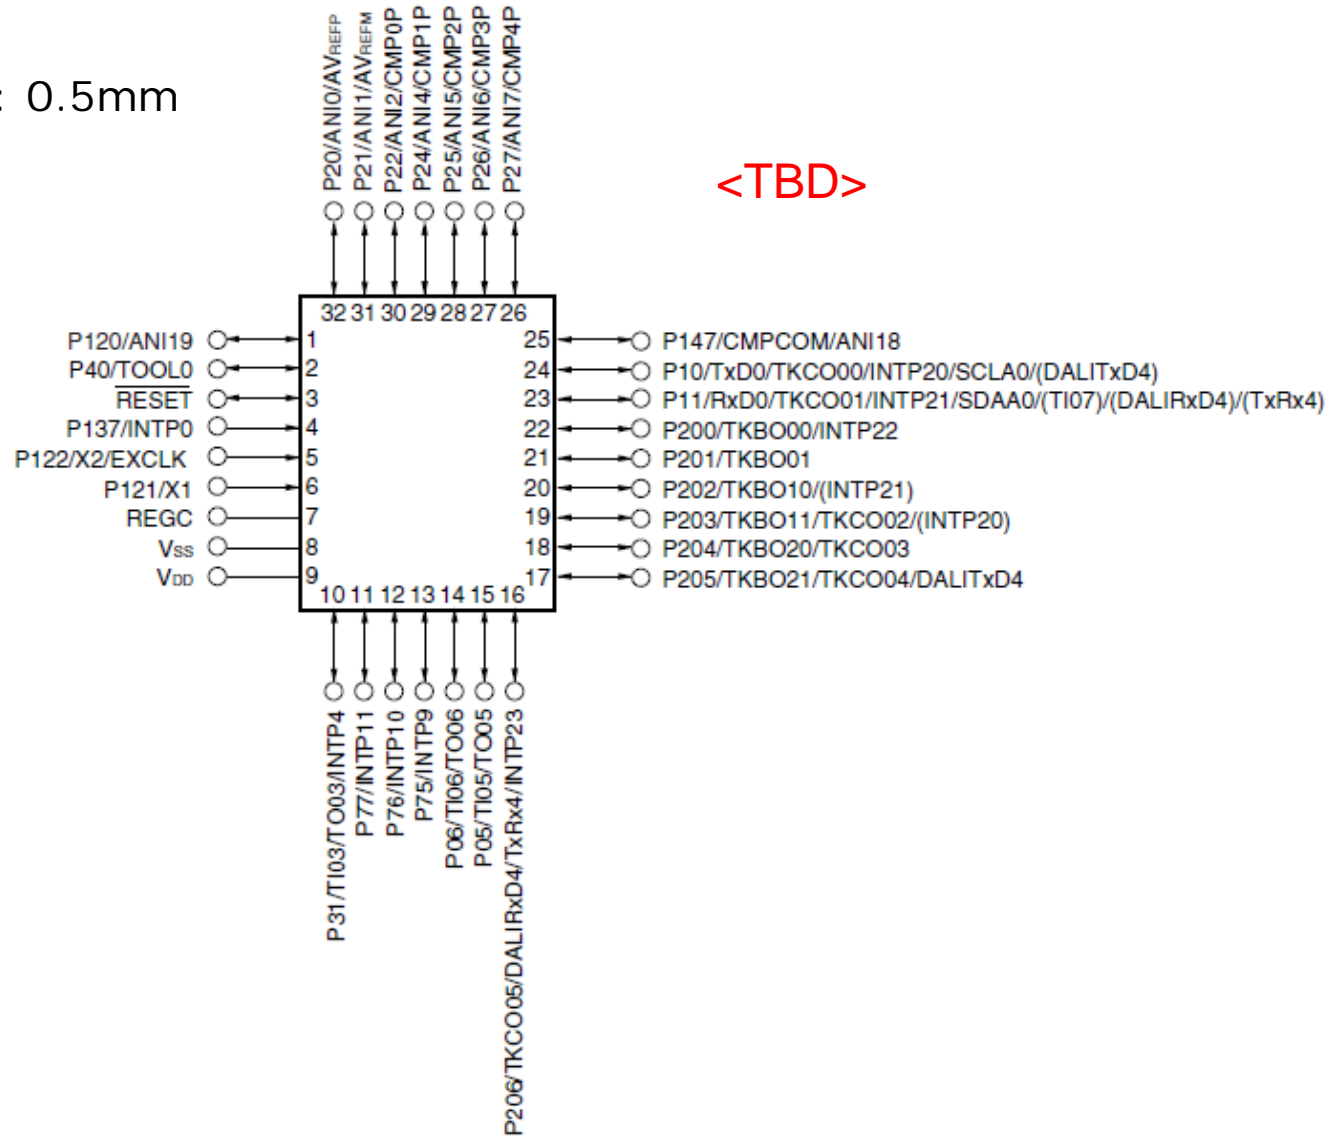 : 0.5mm
<TBD>
P20/ANI0/AVREFP
P21/ANI1/AVREFM
P22/ANI2/CMP0P
P24/ANI4/CMP1P
P25/ANI5/CMP2P
P26/ANI6/CMP3P
P27/ANI7/CMP4P
32 31 30 29 28 27 26
P120/ANI19 1
P40/TOOL0 2
RESET 3
P137/INTP0 4
P122/X2/EXCLK 5
P121/X1 6
REGC 7
VSS 8
VDD 9
25 P147/CMPCOM/ANI18
24 P10/TxD0/TKCO00/INTP20/SCLA0/(DALITxD4)
23 P11/RxD0/TKCO01/INTP21/SDAA0/(TI07)/(DALIRxD4)/(TxRx4)
22 P200/TKBO00/INTP22
21 P201/TKBO01
20 P202/TKBO10/(INTP21)
19 P203/TKBO11/TKCO02/(INTP20)
18 P204/TKBO20/TKCO03
17 P205/TKBO21/TKCO04/DALITxD4
10 11 12 13 14 15 16
P31/TI03/TO03/INTP4
P77/INTP11
P76/INTP10
P75/INTP9
P06/TI06/TO06
P05/TI05/TO05
P206/TKCO05/DALIRxD4/TxRx4/INTP23